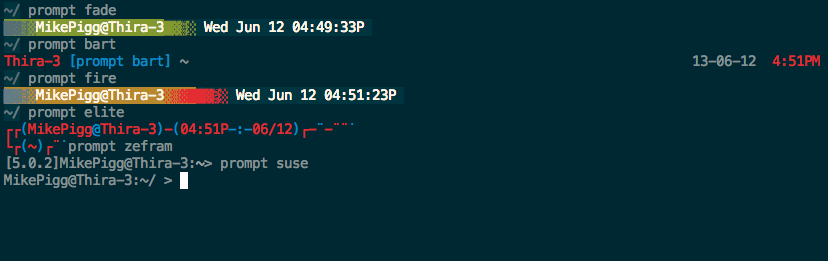 ~/ prompt fade
░▒▓MikePigg@Thira-3▓▒░ Wed Jun 12 04:49:33P
~/ prompt bart
Thira-3 [prompt bart] ~ 13-06-12 4:51PM
~/ prompt fire
░▒▓MikePigg@Thira-3▓▒░ Wed Jun 12 04:51:23P
~/ prompt elite
┌┌(MikePigg@Thira-3)-(04:51P-:-06/12)┌-¨-¨¨˙
└┌(~)┌¨˙prompt zefram
[5.0.2]MikePigg@Thira-3:~> prompt suse
MikePigg@Thira-3:~/ >